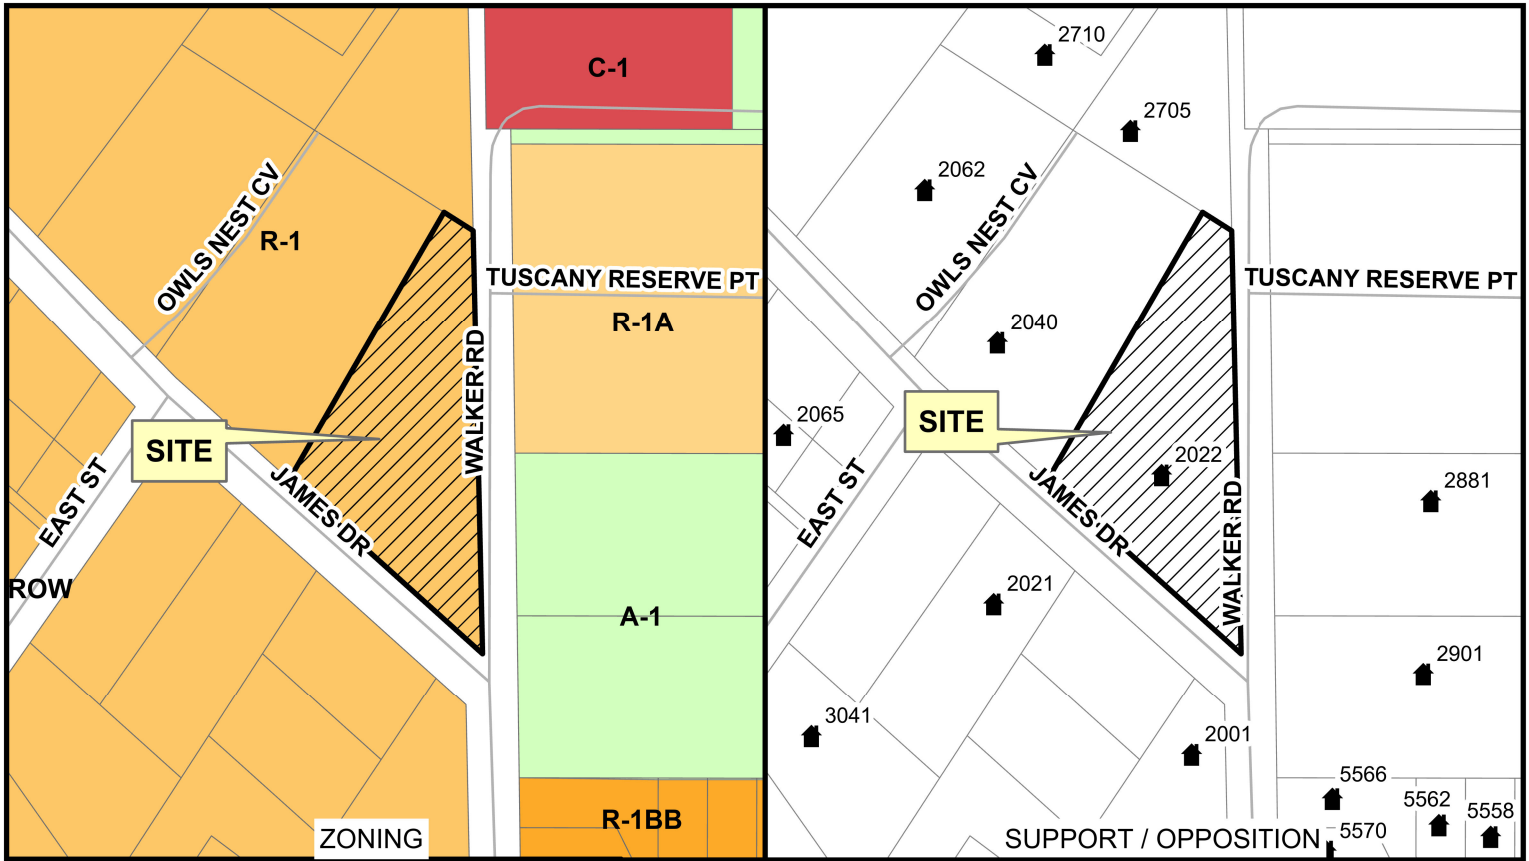 C-1
OWLS NEST CV
R-1
TUSCANY RESERVE PT
R-1A
WALKER RD
SITE
JAMES DR
EAST ST
ROW
A-1
R-1BB
ZONING
2710
2705
2062
OWLS NEST CV
TUSCANY RESERVE PT
2040
2065
SITE
2022
2881
EAST ST
JAMES DR
WALKER RD
2021
2901
3041
2001
5566
5562
5558
5570
SUPPORT / OPPOSITION